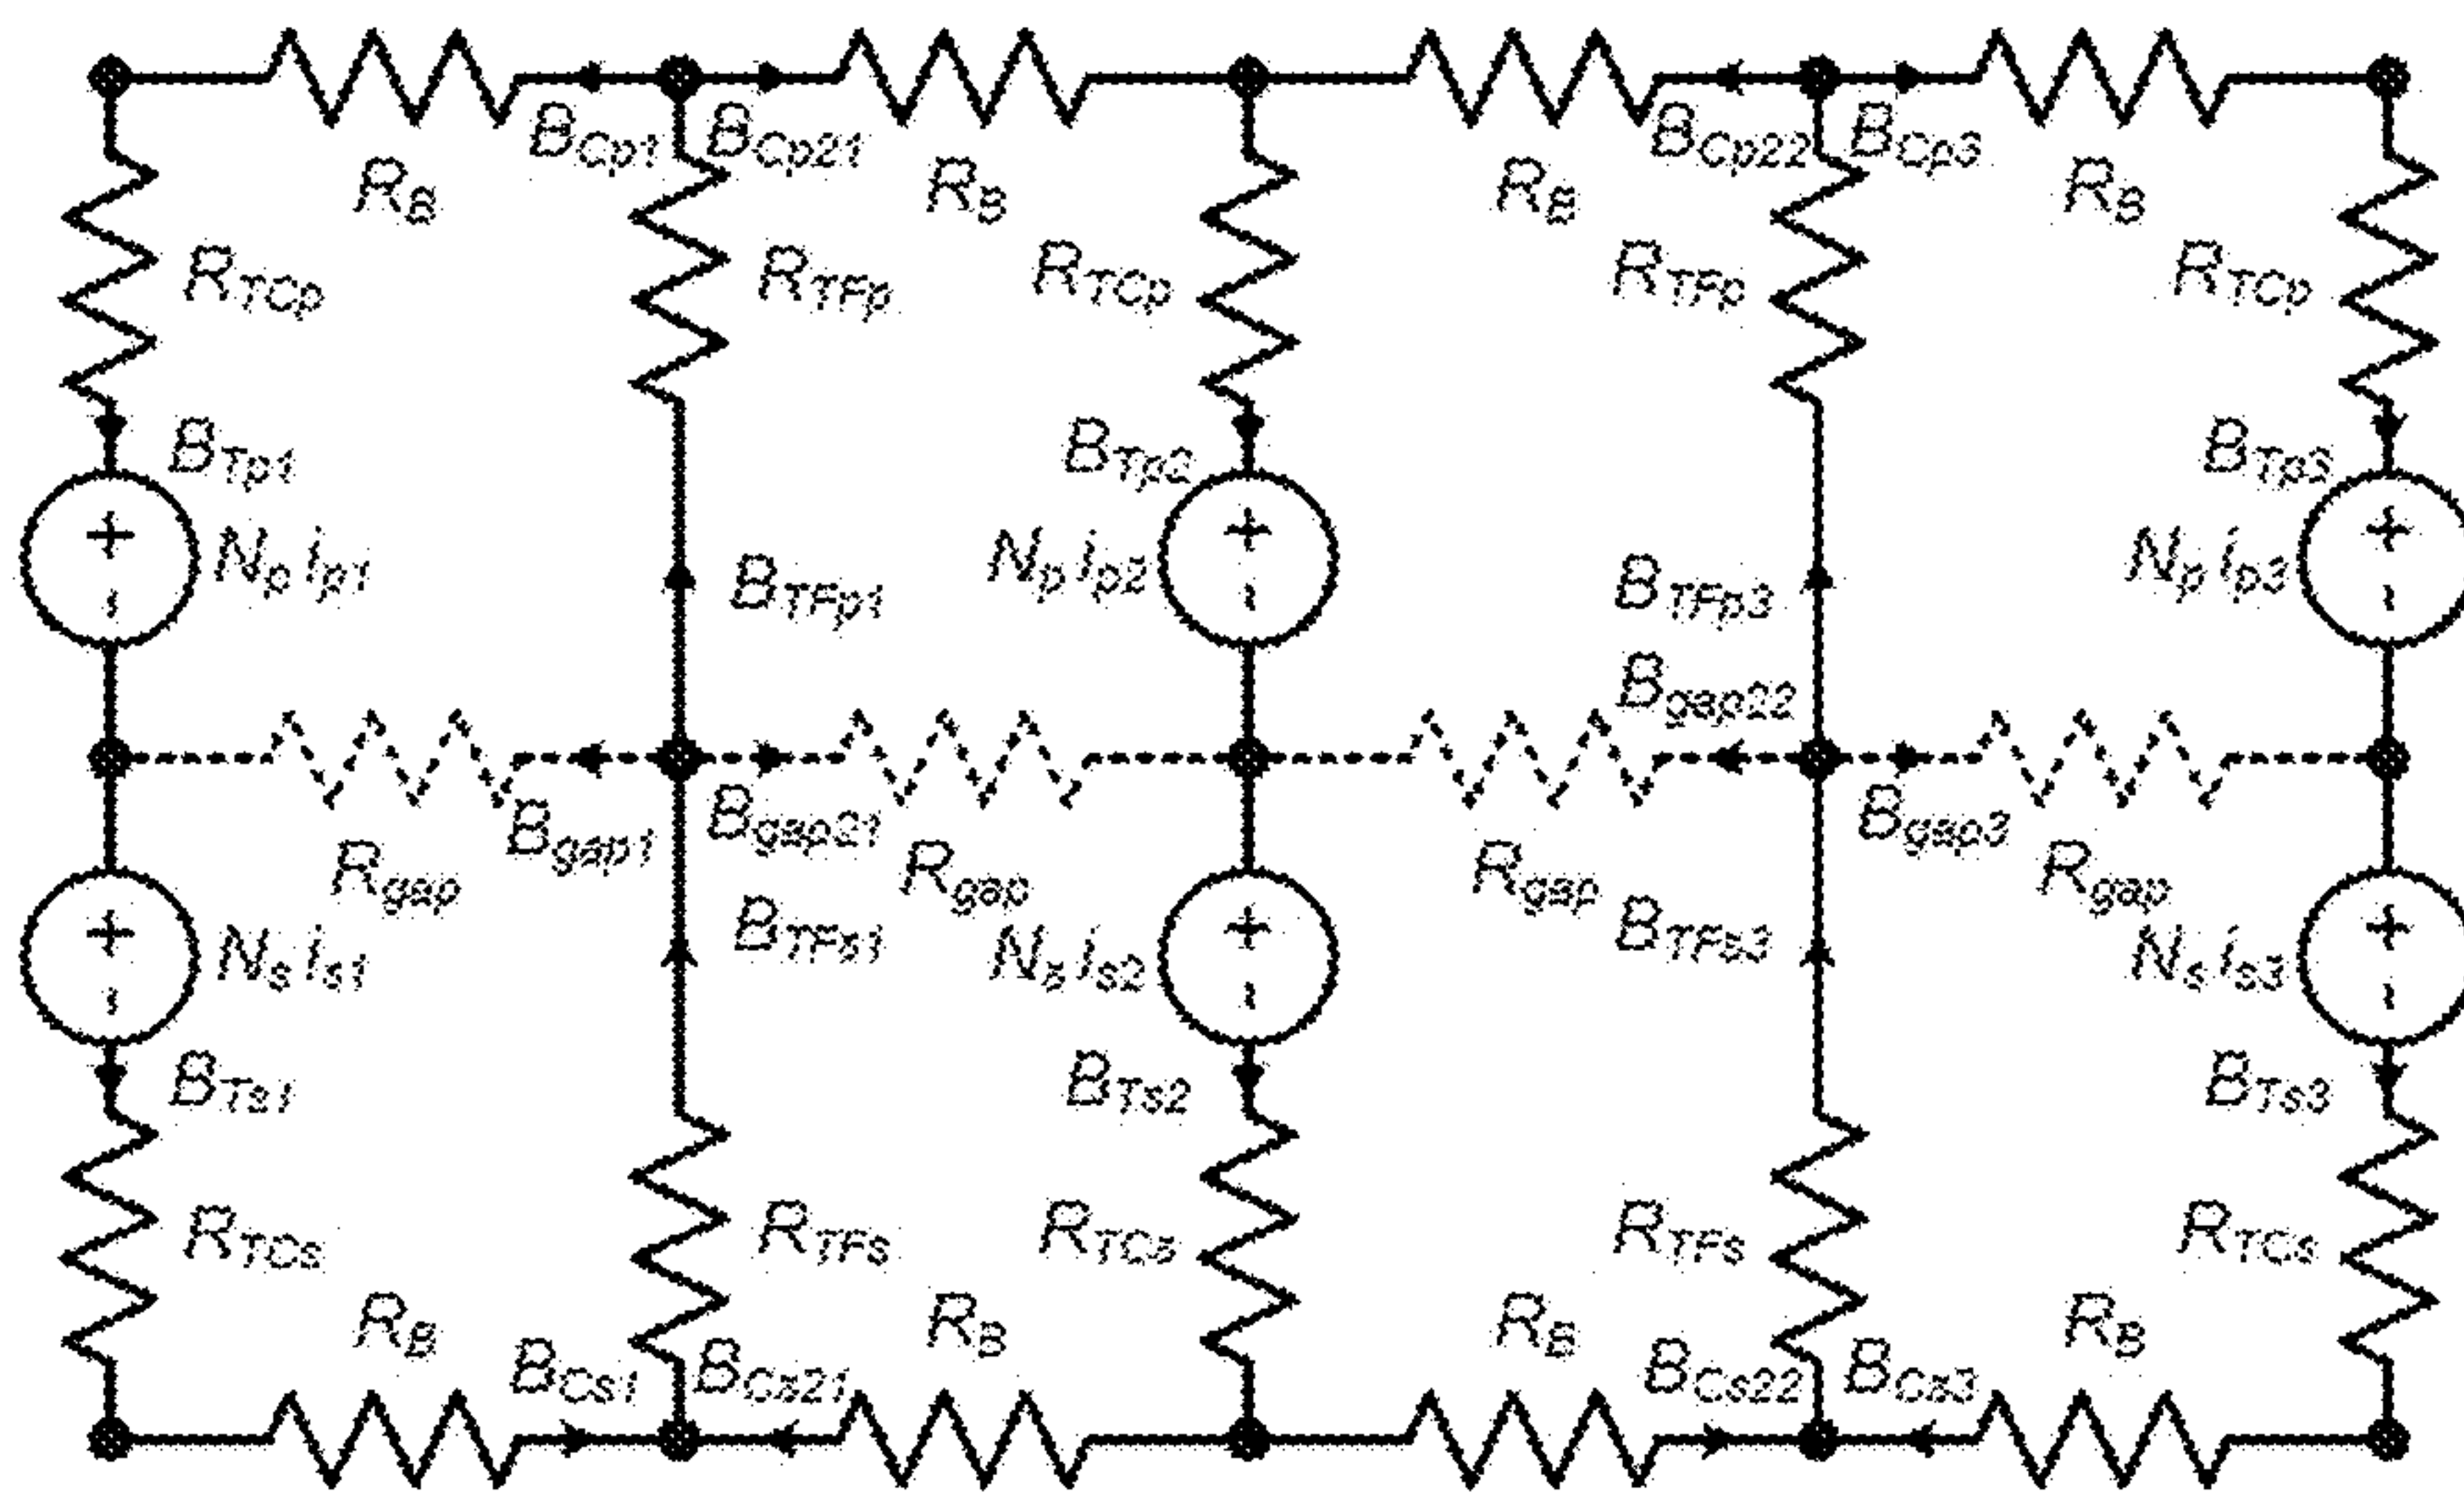 B_Cp1 B_Cp21 B_Cp22 B_Cp3
R_B R_B R_B R_B
R_TCp R_TFp R_TCp R_TFp R_TCp
B_Tp1 B_Tp2 B_Tp3
+ + +
N_p i_p1 N_p i_p2 N_p i_p3
- - -
B_TFp1 B_TFp3
B_gap22
B_gap1 B_gap21 B_gap3
R_gap R_gap R_gap R_gap
B_TFs1 B_TFs3
+ + +
N_s i_s1 N_s i_s2 N_s i_s3
- - -
B_Ts1 B_Ts2 B_Ts3
R_TCs R_TFs R_TCs R_TFs R_TCs
R_B R_B R_B R_B
B_Cs1 B_Cs21 B_Cs22 B_Cs3